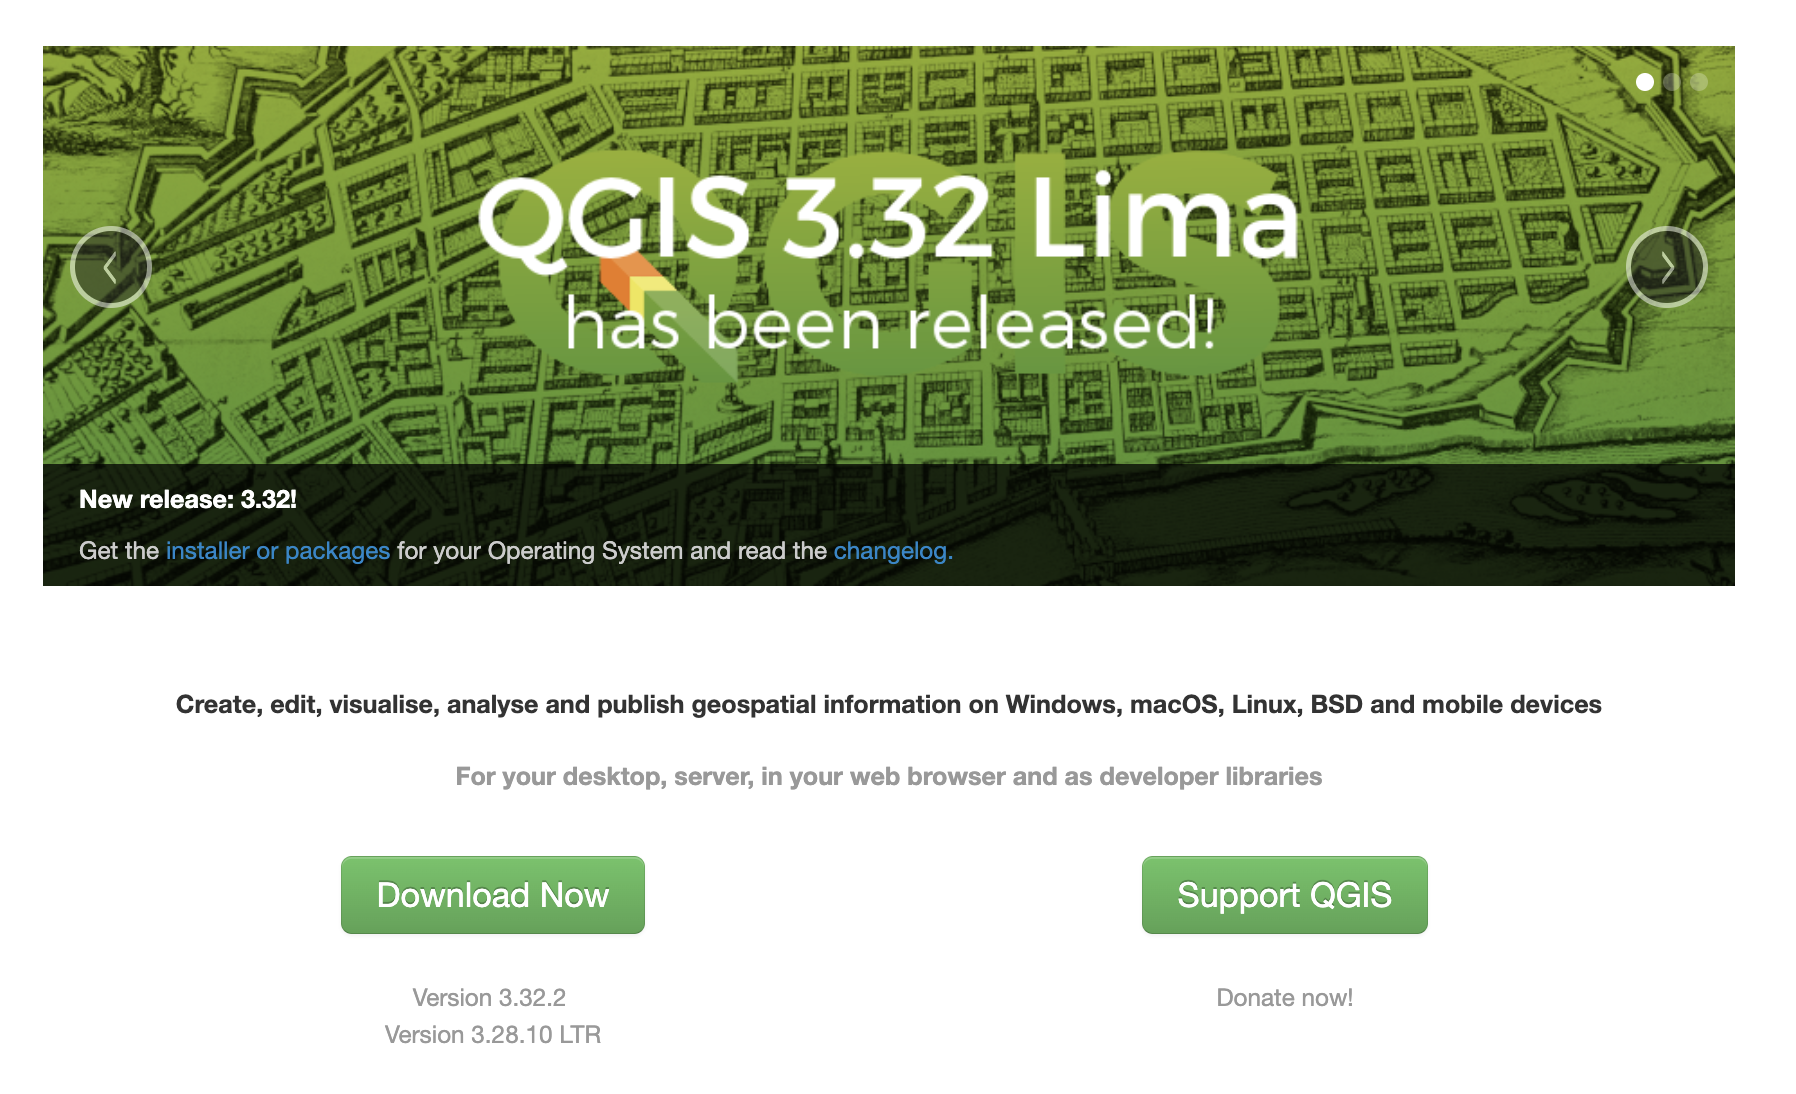 QGIS
QGIS 3.32 Lima
has been released!
New release: 3.32!
Get the installer or packages for your Operating System and read the changelog.
Create, edit, visualise, analyse and publish geospatial information on Windows, macOS, Linux, BSD and mobile devices
For your desktop, server, in your web browser and as developer libraries
Download Now
Support QGIS
Version 3.32.2
Donate now!
Version 3.28.10 LTR